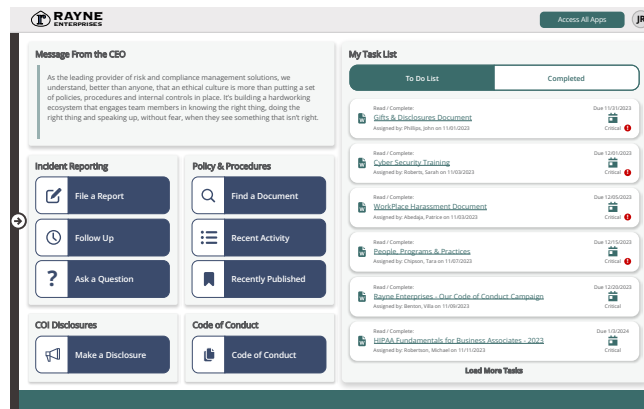 RAYNE
ENTERPRISES
Access All Apps
JR
Message From the CEO
As the leading provider of risk and compliance management solutions, we
understand, better than anyone, that an ethical culture is more than putting a set
of policies, procedures and internal controls in place. It's building a hardworking
ecosystem that engages team members in knowing the right thing, doing the
right thing and speaking up, without fear, when they see something that isn't right.
Incident Reporting
File a Report
Follow Up
Ask a Question
Policy & Procedures
Find a Document
Recent Activity
Recently Published
COI Disclosures
Make a Disclosure
Code of Conduct
Code of Conduct
My Task List
To Do List
Completed
Read / Complete:
Due 11/31/2023
Gifts & Disclosures Document
Assigned by: Phillips, John on 11/01/2023
Critical
Read / Complete:
Due 12/01/2023
Cyber Security Training
Assigned by: Roberts, Sarah on 11/03/2023
Critical
Read / Complete:
Due 12/05/2023
WorkPlace Harassment Document
Assigned by: Abedaja, Patrice on 11/03/2023
Critical
Read / Complete:
Due 12/15/2023
People, Programs & Practices
Assigned by: Chipson, Tara on 11/07/2023
Critical
Read / Complete:
Due 12/20/2023
Rayne Enterprises - Our Code of Conduct Campaign
Assigned by: Benson, Villa on 11/09/2023
Critical
Read / Complete:
Due 1/3/2024
HIPAA Fundamentals for Business Associates - 2023
Assigned by: Robertson, Michael on 11/11/2023
Critical
Load More Tasks